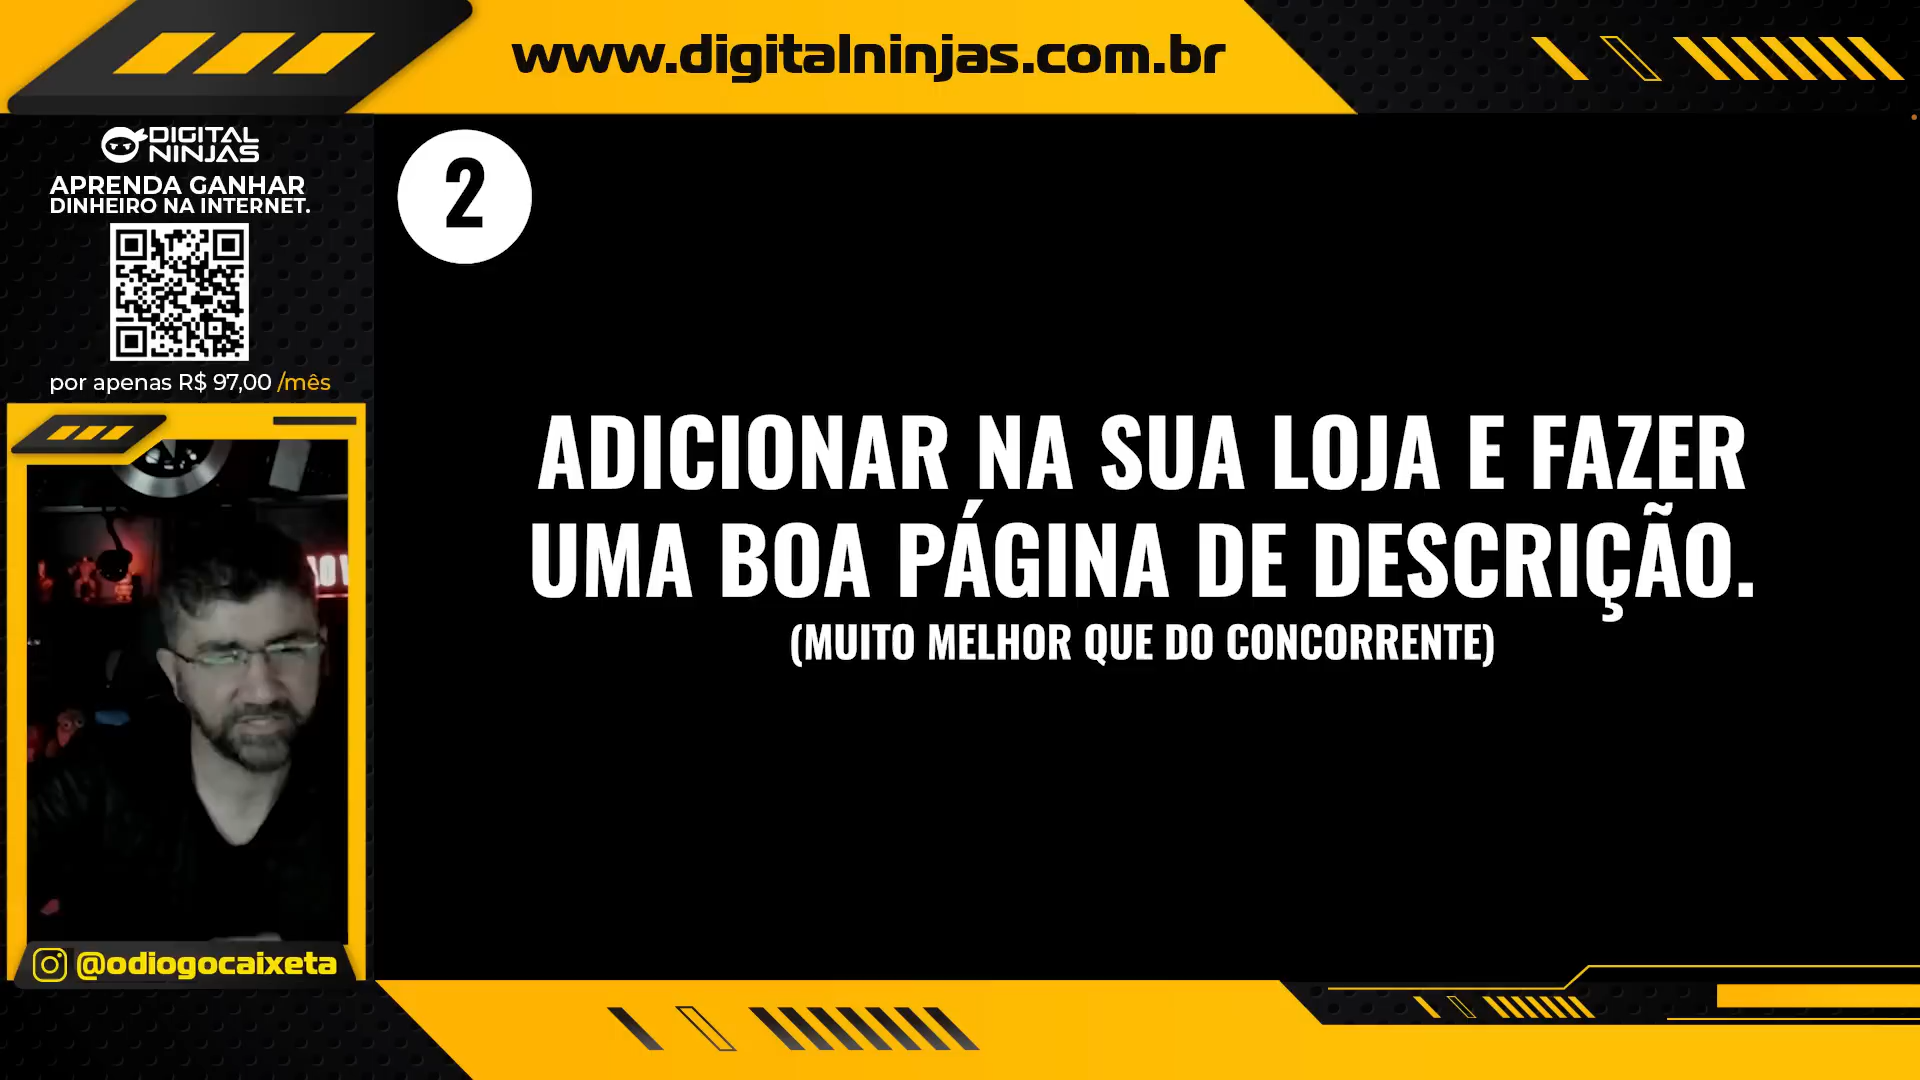 www.digitalninjas.com.br
DIGITAL
NINJAS
APRENDA GANHAR
DINHEIRO NA INTERNET.
por apenas R$ 97,00 /mês
2
ADICIONAR NA SUA LOJA E FAZER
UMA BOA PÁGINA DE DESCRIÇÃO.
(MUITO MELHOR QUE DO CONCORRENTE)
@odiogocaixeta